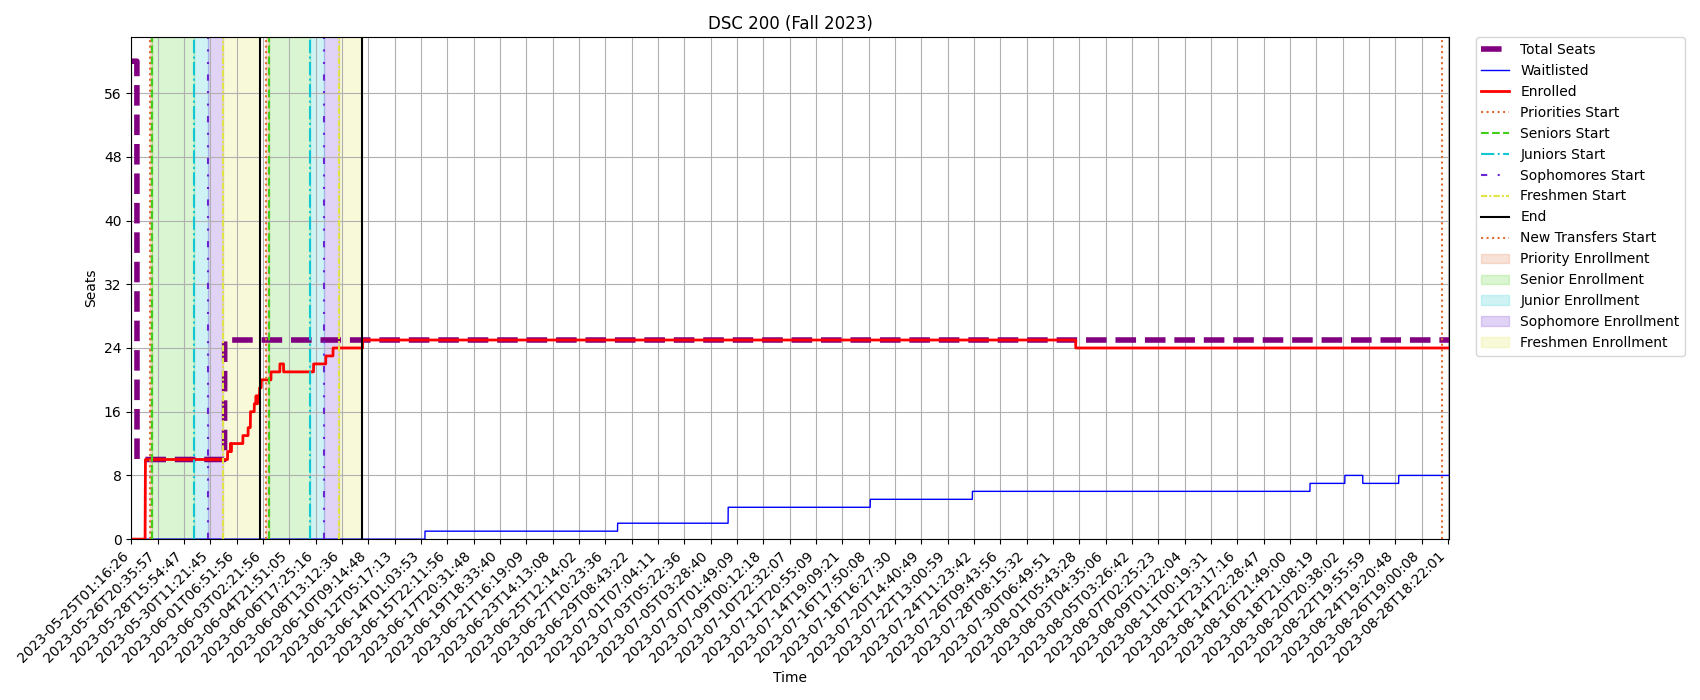 DSC 200 (Fall 2023)
Seats
56
48
40
32
24
16
8
0
2023-05-25T01:16:26
2023-05-26T20:35:57
2023-05-28T15:54:47
2023-05-30T11:21:45
2023-06-01T06:51:56
2023-06-03T02:21:56
2023-06-04T21:51:05
2023-06-06T17:25:16
2023-06-08T13:12:36
2023-06-10T09:14:48
2023-06-12T05:17:13
2023-06-14T01:03:53
2023-06-15T22:11:56
2023-06-17T20:31:48
2023-06-19T18:33:40
2023-06-21T16:19:09
2023-06-23T14:13:08
2023-06-25T12:14:02
2023-06-27T10:23:36
2023-06-29T08:43:22
2023-07-01T07:04:11
2023-07-03T05:22:36
2023-07-05T03:28:40
2023-07-07T01:49:09
2023-07-09T00:12:18
2023-07-10T22:32:07
2023-07-12T20:55:09
2023-07-14T19:09:21
2023-07-16T17:50:08
2023-07-18T16:27:30
2023-07-20T14:40:49
2023-07-22T13:00:59
2023-07-24T11:23:42
2023-07-26T09:43:56
2023-07-28T08:15:32
2023-07-30T06:49:51
2023-08-01T05:43:28
2023-08-03T04:35:06
2023-08-05T03:26:42
2023-08-07T02:25:23
2023-08-09T01:22:04
2023-08-11T00:19:31
2023-08-12T23:17:16
2023-08-14T22:28:47
2023-08-16T21:49:00
2023-08-18T21:08:19
2023-08-20T20:38:02
2023-08-22T19:55:59
2023-08-24T19:20:48
2023-08-26T19:00:08
2023-08-28T18:22:01
Time
Total Seats
Waitlisted
Enrolled
Priorities Start
Seniors Start
Juniors Start
Sophomores Start
Freshmen Start
End
New Transfers Start
Priority Enrollment
Senior Enrollment
Junior Enrollment
Sophomore Enrollment
Freshmen Enrollment